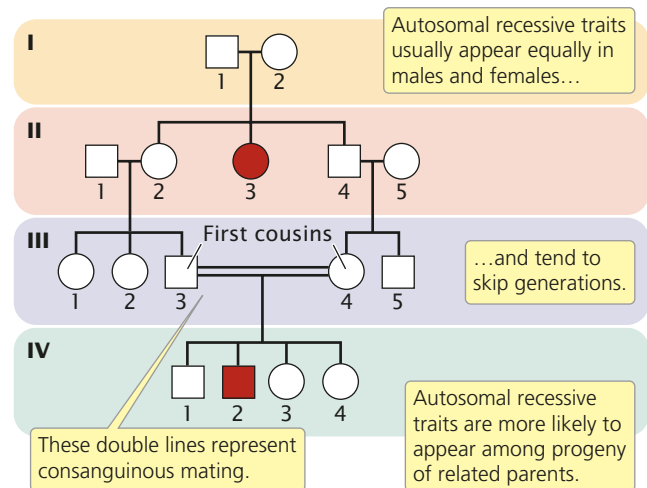 I
Autosomal recessive traits
usually appear equally in
males and females…
1 2
II
1 2 3 4 5
III
First cousins
…and tend to
skip generations.
1 2 3 4 5
IV
1 2 3 4
These double lines represent
consanguinous mating.
Autosomal recessive
traits are more likely to
appear among progeny
of related parents.